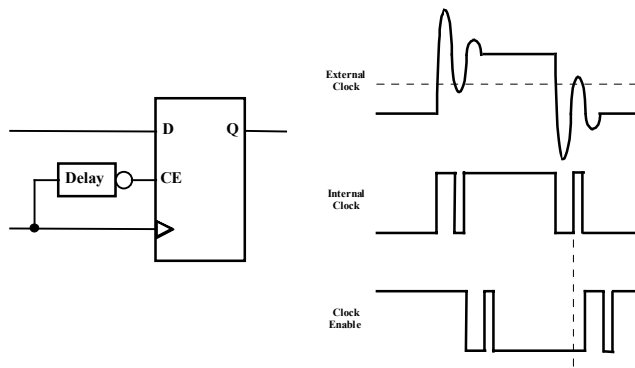 D
Q
Delay
CE
External
Clock
Internal
Clock
Clock
Enable